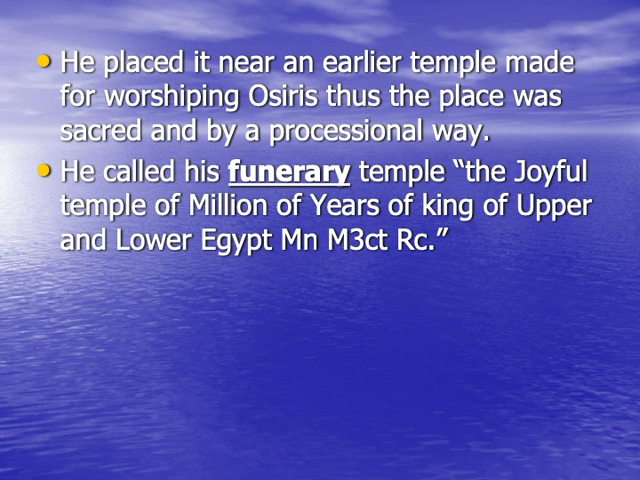 • He placed it near an earlier temple made
for worshiping Osiris thus the place was
sacred and by a processional way.
• He called his funerary temple “the Joyful
temple of Million of Years of king of Upper
and Lower Egypt Mn M3ct Rc.”